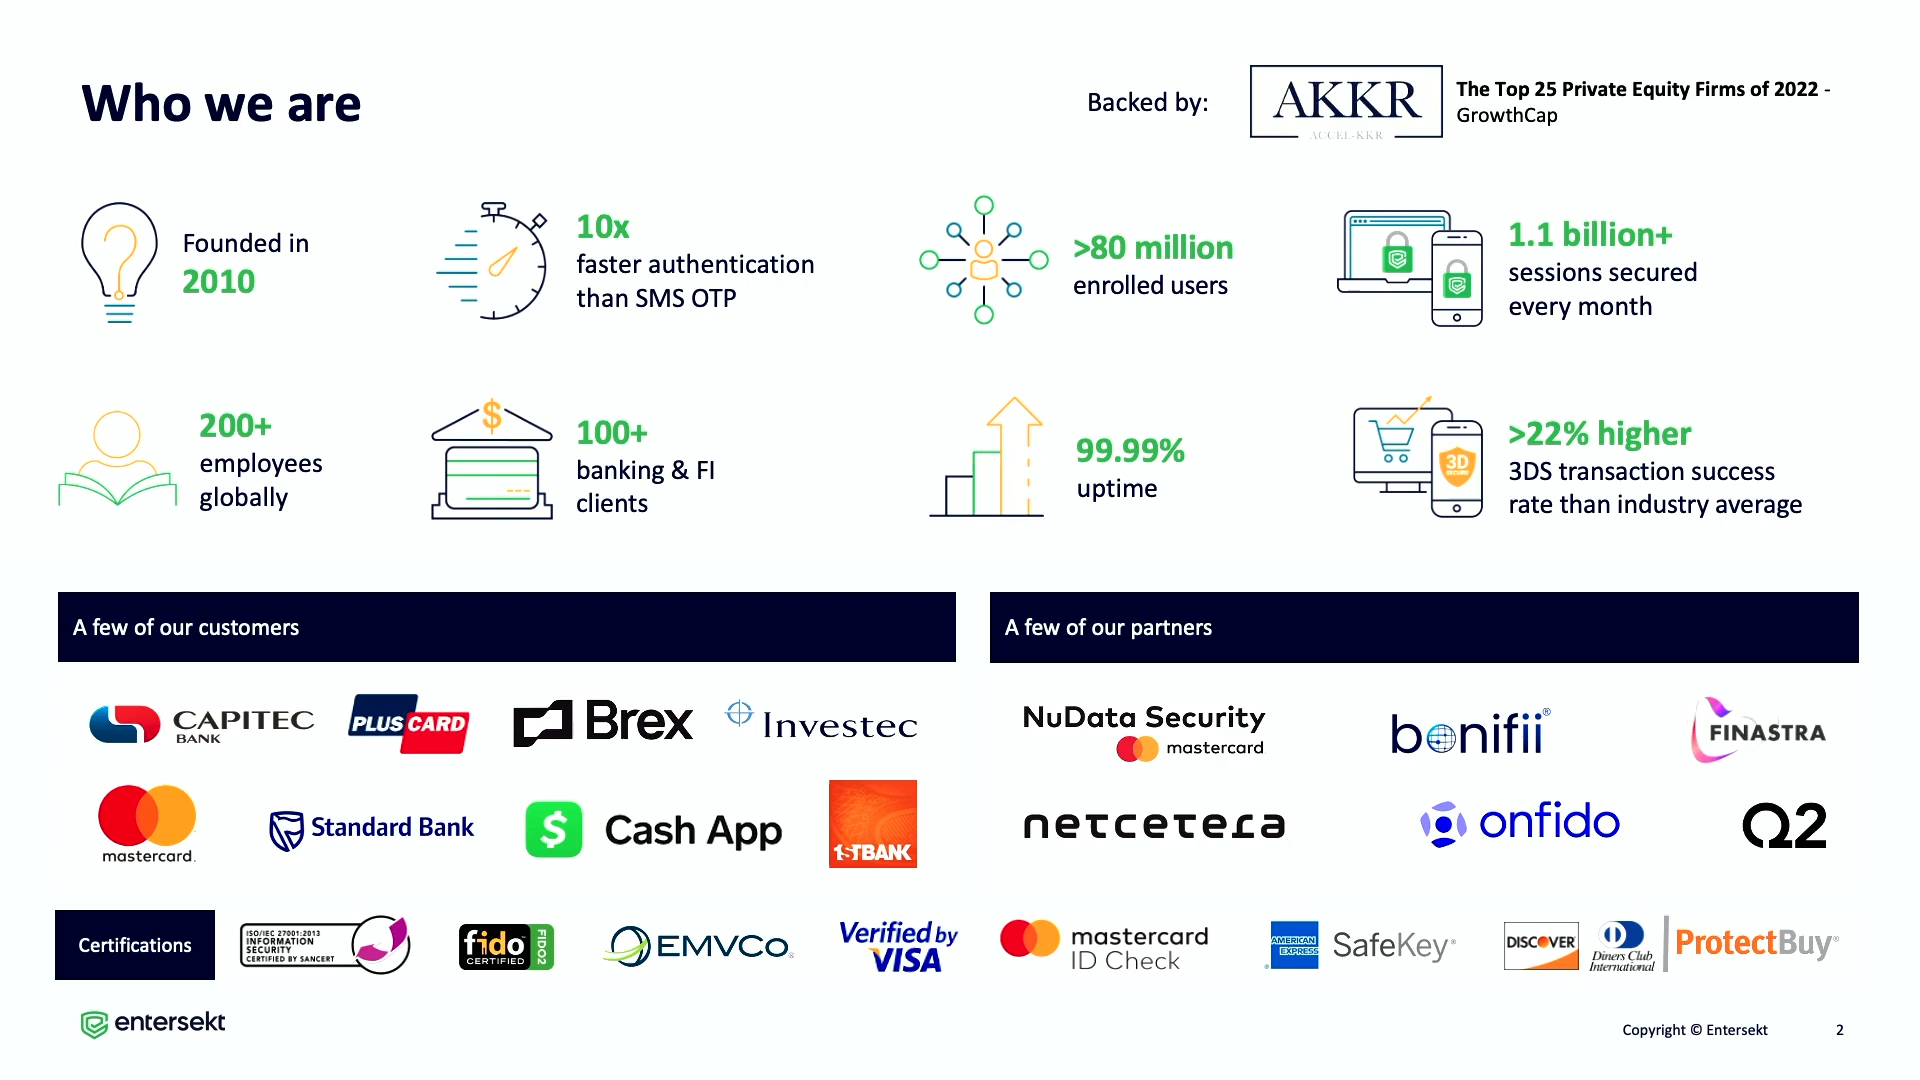 Who we are
Backed by:
AKKR
ACCEL-KKR
The Top 25 Private Equity Firms of 2022 -
GrowthCap
Founded in
2010
10x
faster authentication
than SMS OTP
>80 million
enrolled users
1.1 billion+
sessions secured
every month
200+
employees
globally
$
100+
banking & FI
clients
99.99%
uptime
3D
SECURE
>22% higher
3DS transaction success
rate than industry average
A few of our customers
CAPITEC
BANK
PLUSCARD
Brex
Investec
mastercard.
Standard Bank
$ Cash App
1STBANK
A few of our partners
NuData Security
mastercard
bonifii®
FINASTRA
netcetera
onfido
Q2
Certifications
ISO/IEC 27001:2013
INFORMATION
SECURITY
CERTIFIED BY SANCERT
fido
CERTIFIED
FIDO2
EMVCo®
Verified by
VISA
mastercard
ID Check
AMERICAN
EXPRESS
SafeKey®
DISCOVER
Diners Club
International
ProtectBuy®
entersekt
Copyright © Entersekt
2